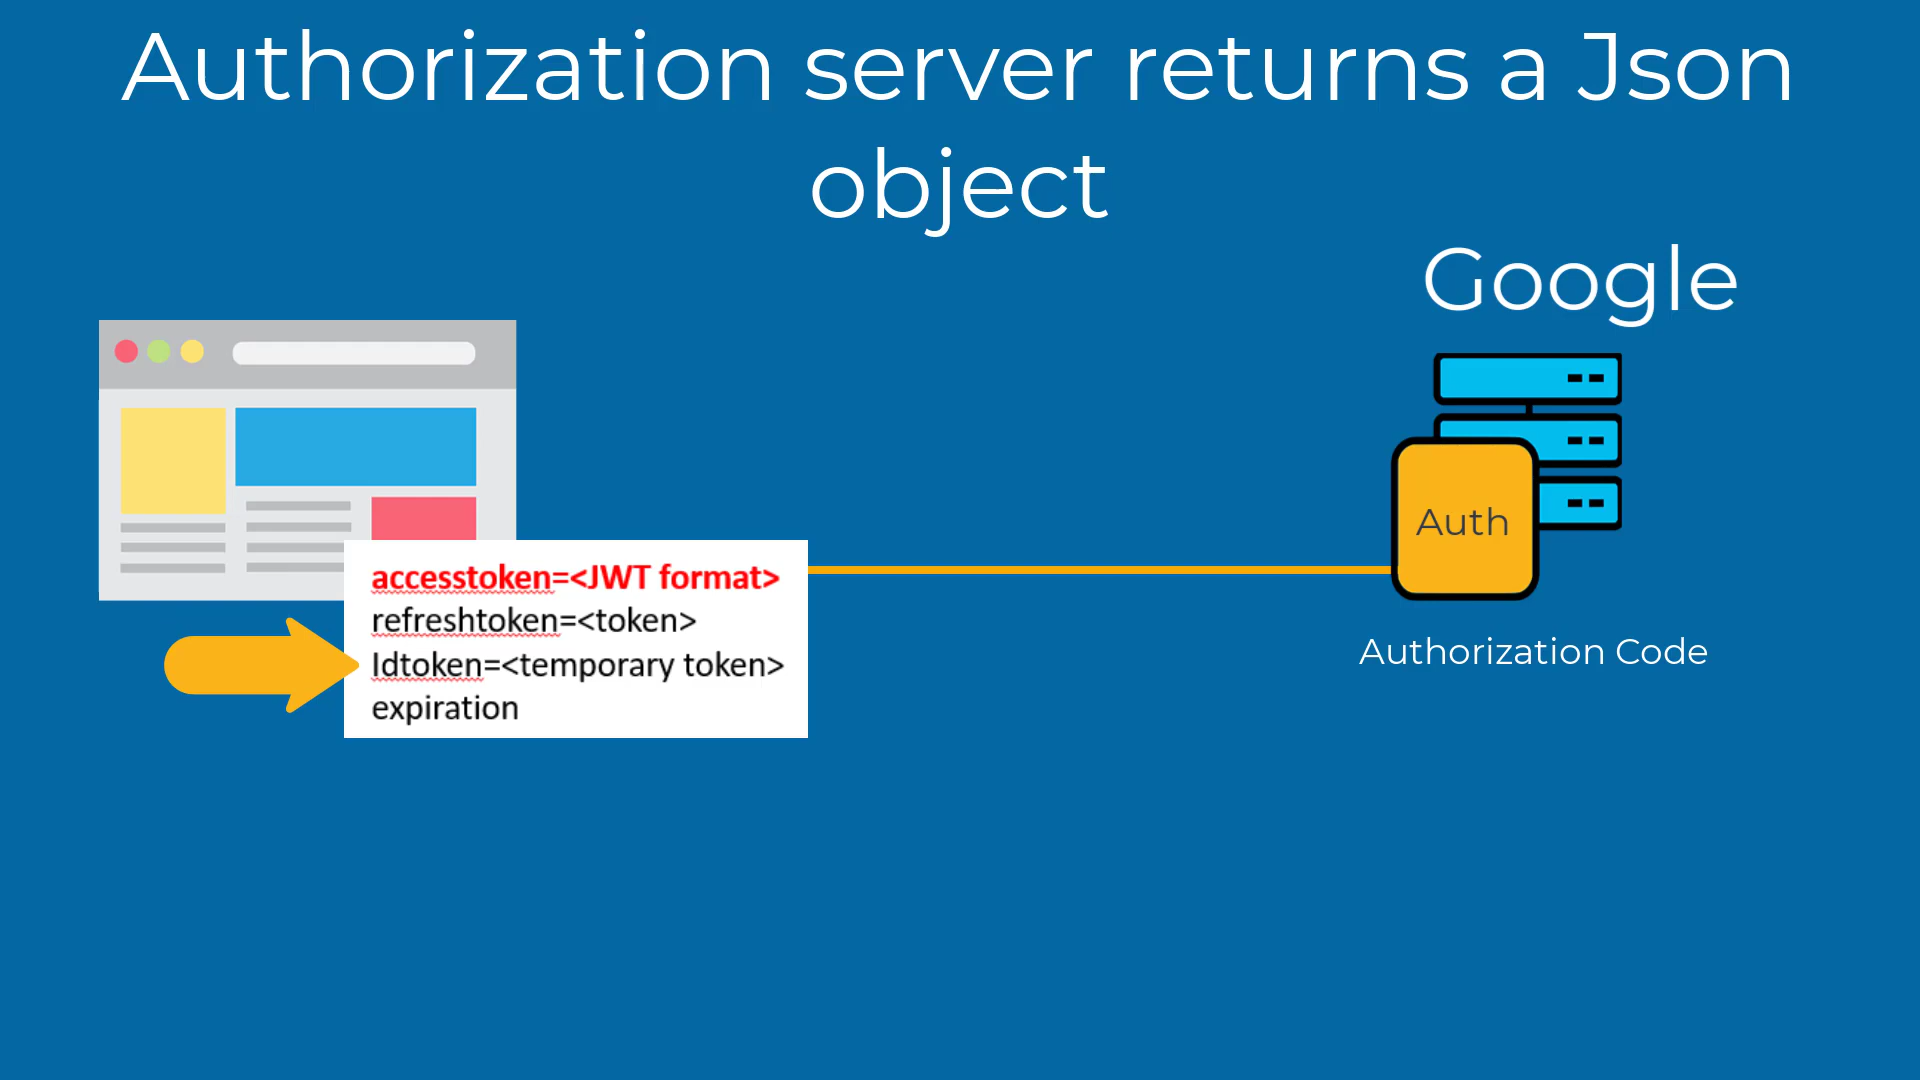 Authorization server returns a Json
object
Google
Auth
accesstoken=<JWT format>
refreshtoken=<token>
Idtoken=<temporary token>
expiration
Authorization Code